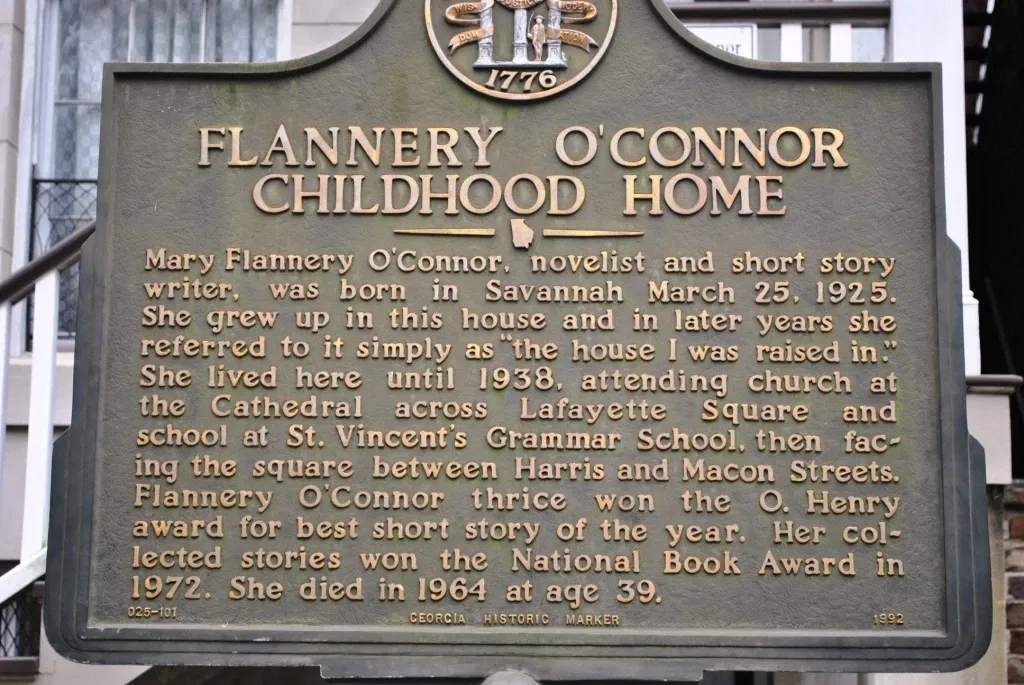 WIS JUSTICE MODER
DOM ATION
1776
FLANNERY O'CONNOR
CHILDHOOD HOME
Mary Flannery O'Connor, novelist and short story
writer, was born in Savannah March 25, 1925.
She grew up in this house and in later years she
referred to it simply as "the house I was raised in."
She lived here until 1938, attending church at
the Cathedral across Lafayette Square and
school at St. Vincent's Grammar School, then fac-
ing the square between Harris and Macon Streets.
Flannery O'Connor thrice won the O. Henry
award for best short story of the year. Her col-
lected stories won the National Book Award in
1972. She died in 1964 at age 39.
025-101 GEORGIA HISTORIC MARKER 1992